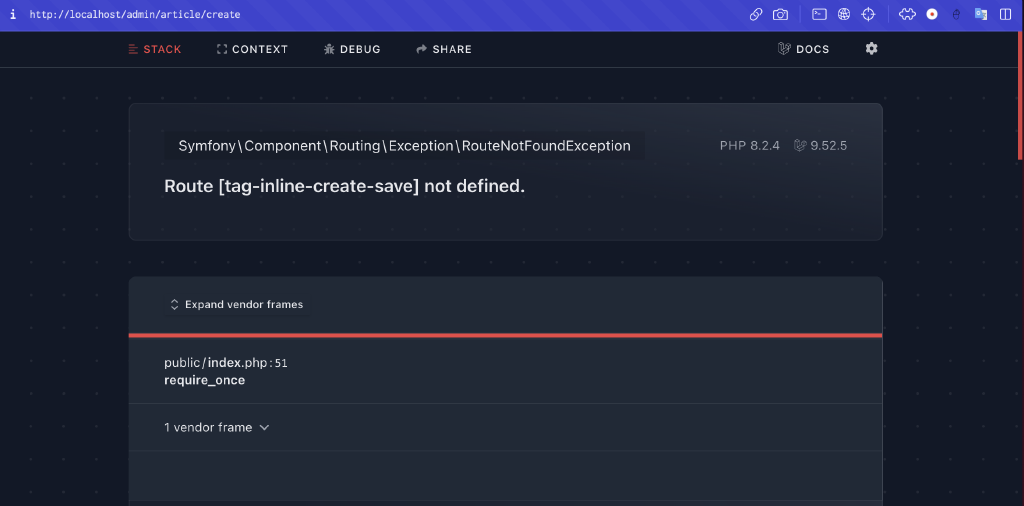 http://localhost/admin/article/create
STACK CONTEXT DEBUG SHARE DOCS
Symfony\Component\Routing\Exception\RouteNotFoundException PHP 8.2.4 9.52.5
Route [tag-inline-create-save] not defined.
Expand vendor frames
public/index.php:51
require_once
1 vendor frame